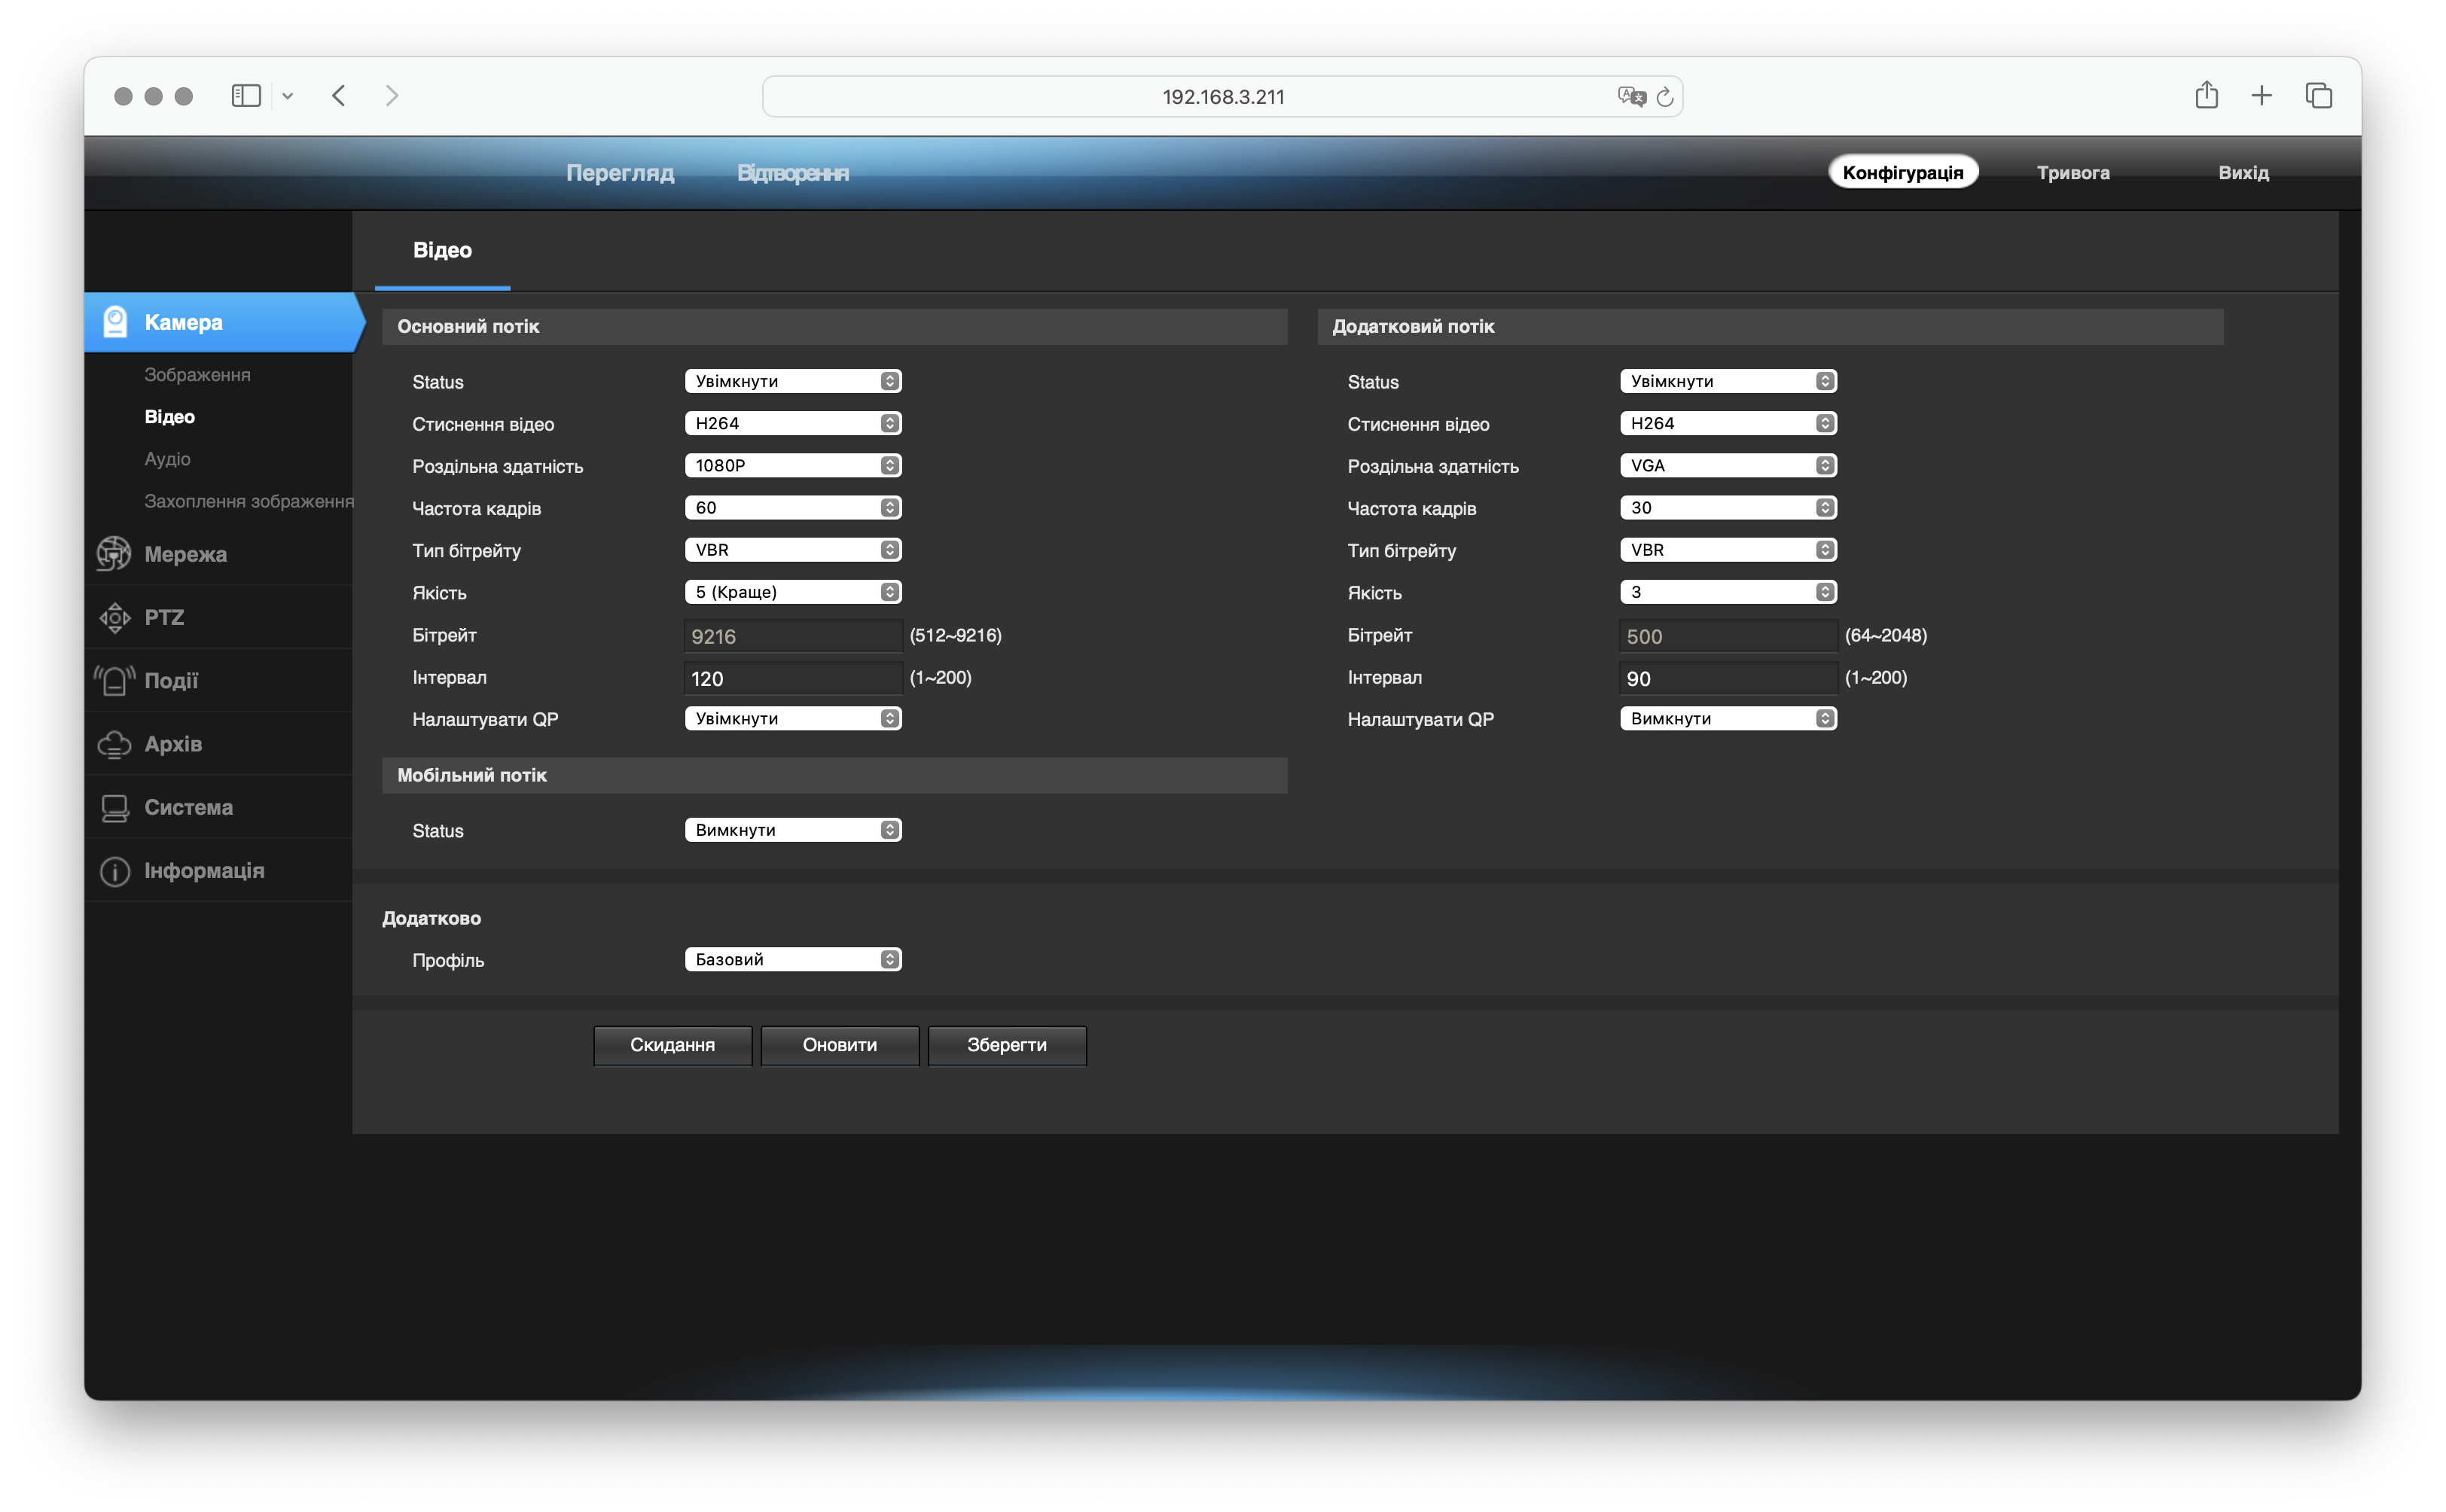 192.168.3.211
Перегляд
Відтворення
Конфігурація
Тривога
Вихід
Відео
Камера
Зображення
Відео
Аудіо
Захоплення зображення
Мережа
PTZ
Події
Архів
Система
Інформація
Основний потік
Status Увімкнути
Стиснення відео H264
Роздільна здатність 1080P
Частота кадрів 60
Тип бітрейту VBR
Якість 5 (Краще)
Бітрейт 9216 (512~9216)
Інтервал 120 (1~200)
Налаштувати QP Увімкнути
Додатковий потік
Status Увімкнути
Стиснення відео H264
Роздільна здатність VGA
Частота кадрів 30
Тип бітрейту VBR
Якість 3
Бітрейт 500 (64~2048)
Інтервал 90 (1~200)
Налаштувати QP Вимкнути
Мобільний потік
Status Вимкнути
Додатково
Профіль Базовий
Скидання
Оновити
Зберегти